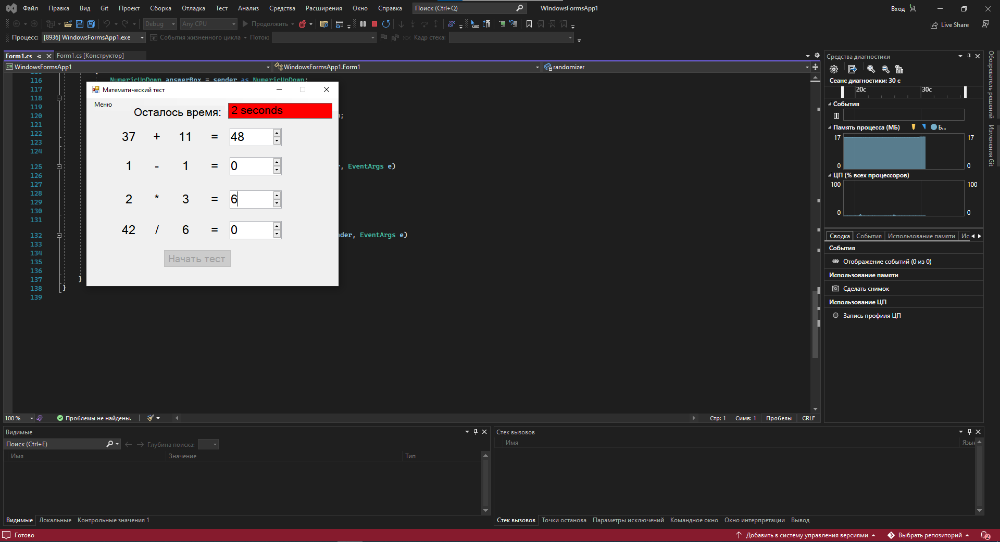 Файл Правка Вид Git Проект Сборка Отладка Тест Анализ Средства Расширения Окно Справка Поиск (Ctrl+Q) WindowsFormsApp1 Вход
Debug Any CPU Продолжить Live Share
Процесс: [8936] WindowsFormsApp1.exe События жизненного цикла Поток: Кадр стека:
Form1.cs Form1.cs [Конструктор]
WindowsFormsApp1 WindowsFormsApp1.Form1 randomizer
116 NumericUpDown answerBox = sender as NumericUpDown;
117
118
119
120 ;
121
122
123
124
125 , EventArgs e)
126
127
128
129
130
131
132 nder, EventArgs e)
133
134
135
136
137 }
138 }
139
Математический тест
Меню
Осталось время: 2 seconds
37 + 11 = 48
1 - 1 = 0
2 * 3 = 6
42 / 6 = 0
Начать тест
Средства диагностики
Сеанс диагностики: 30 с
20с 30с
События
Память процесса (МБ) Б...
17 17
0 0
ЦП (% всех процессоров)
100 100
0 0
Сводка События Использование памяти Ис
События
Отображение событий (0 из 0)
Использование памяти
Сделать снимок
Использование ЦП
Запись профиля ЦП
Обозреватель решений
Изменения Git
100 % Проблемы не найдены. Стр: 1 Симв: 1 Пробелы CRLF
Видимые
Поиск (Ctrl+E) Глубина поиска:
Имя Значение Тип
Видимые Локальные Контрольные значения 1
Стек вызовов
Имя Язык
Стек вызовов Точки останова Параметры исключений Командное окно Окно интерпретации Вывод
Готово Добавить в систему управления версиями Выбрать репозиторий 2